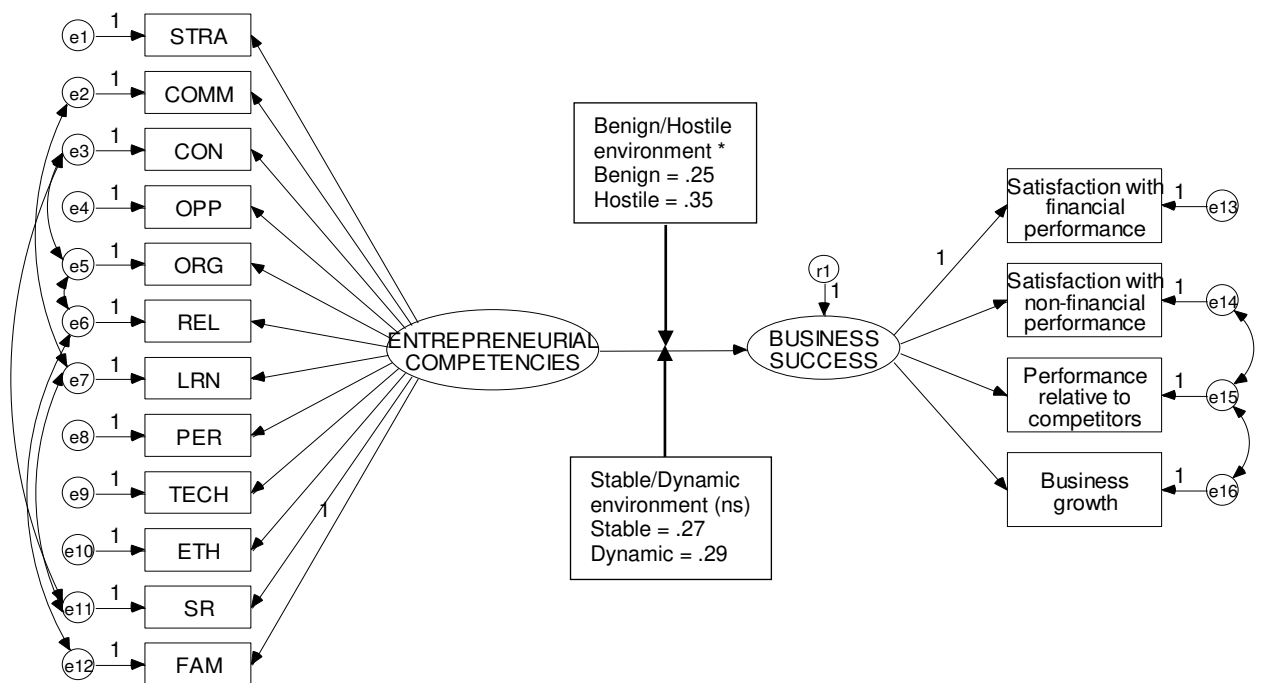 e1 1 STRA
e2 1 COMM
e3 1 CON
e4 1 OPP
e5 1 ORG
e6 1 REL
e7 1 LRN
e8 1 PER
e9 1 TECH
e10 1 ETH
e11 1 SR
e12 1 FAM
1
ENTREPRENEURIAL
COMPETENCIES
Benign/Hostile
environment *
Benign = .25
Hostile = .35
Stable/Dynamic
environment (ns)
Stable = .27
Dynamic = .29
r1
1
BUSINESS
SUCCESS
1
Satisfaction with
financial
performance
1 e13
Satisfaction with
non-financial
performance
1 e14
Performance
relative to
competitors
1 e15
Business
growth
1 e16